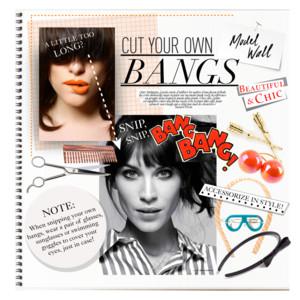 A LITTLE TOO
LONG?
CUT YOUR OWN
BANGS
Model
Wall
BEAUTIFUL
& CHIC
SNIP,
SNIP,
BANG
BANG!
ACCESSORIZE IN STYLE!
NOTE:
When snipping your own
bangs, wear a pair of glasses,
sunglasses or swimming
goggles to cover your
eyes, just in case!